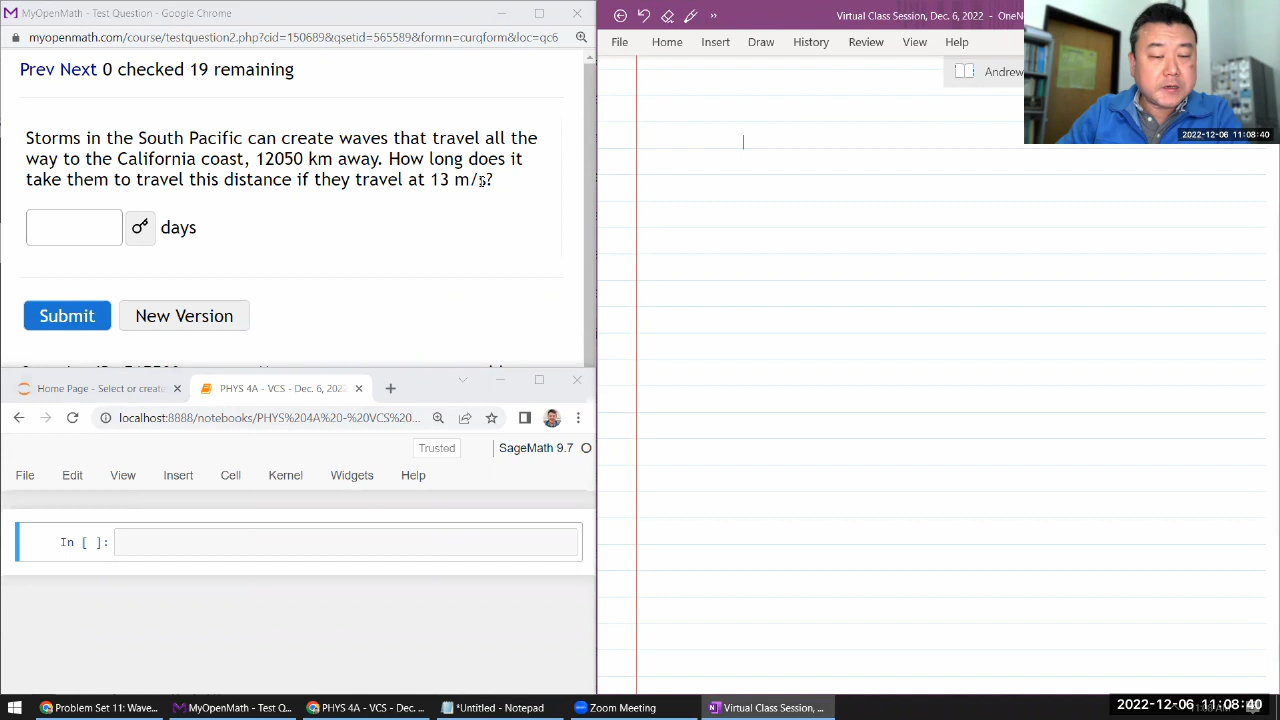 MyOpenMath - Test Question - Google Chrome
myopenmath.com/course/testquestion2.php?cid=150689&qsetid=565589&formn=curqform&loc=qc6
Prev Next 0 checked 19 remaining
Storms in the South Pacific can create waves that travel all the
way to the California coast, 12050 km away. How long does it
take them to travel this distance if they travel at 13 m/s?
days
Submit
New Version
Home Page - Select or create
PHYS 4A - VCS - Dec. 6, 202
localhost:8888/notebooks/PHYS%204A%20-%20VCS%20...
Trusted
SageMath 9.7
File Edit View Insert Cell Kernel Widgets Help
In [ ]:
Virtual Class Session, Dec. 6, 2022 - OneN
File Home Insert Draw History Review View Help
Andrew
2022-12-06 11:08:40
Problem Set 11: Wave...
MyOpenMath - Test Q...
PHYS 4A - VCS - Dec. ...
*Untitled - Notepad
Zoom Meeting
Virtual Class Session, ...
2022-12-06 11:08:40